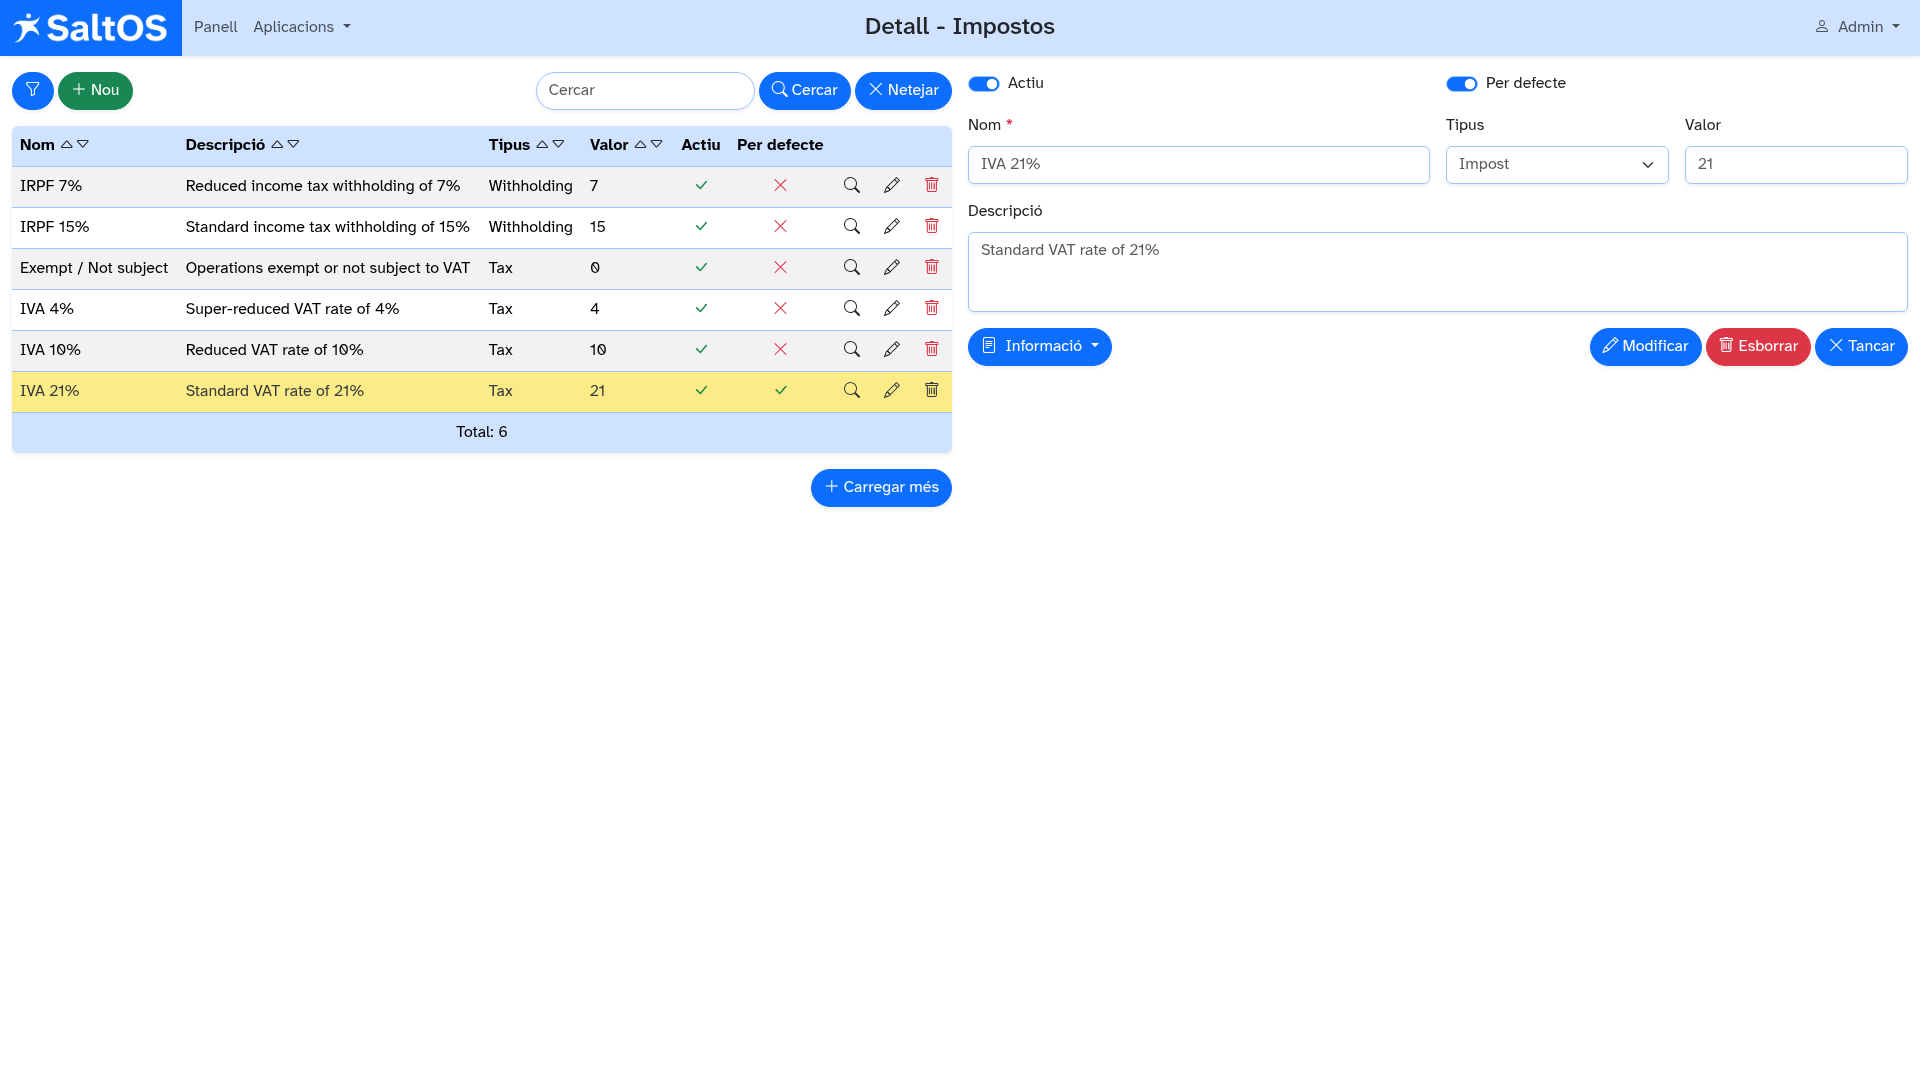 SaltOS Panell Aplicacions Detall - Impostos Admin
Nou Cercar Cercar Netejar
Nom Descripció Tipus Valor Actiu Per defecte
IRPF 7% Reduced income tax withholding of 7% Withholding 7
IRPF 15% Standard income tax withholding of 15% Withholding 15
Exempt / Not subject Operations exempt or not subject to VAT Tax 0
IVA 4% Super-reduced VAT rate of 4% Tax 4
IVA 10% Reduced VAT rate of 10% Tax 10
IVA 21% Standard VAT rate of 21% Tax 21
Total: 6
Carregar més
Actiu Per defecte
Nom * Tipus Valor
IVA 21% Impost 21
Descripció
Standard VAT rate of 21%
Informació Modificar Esborrar Tancar